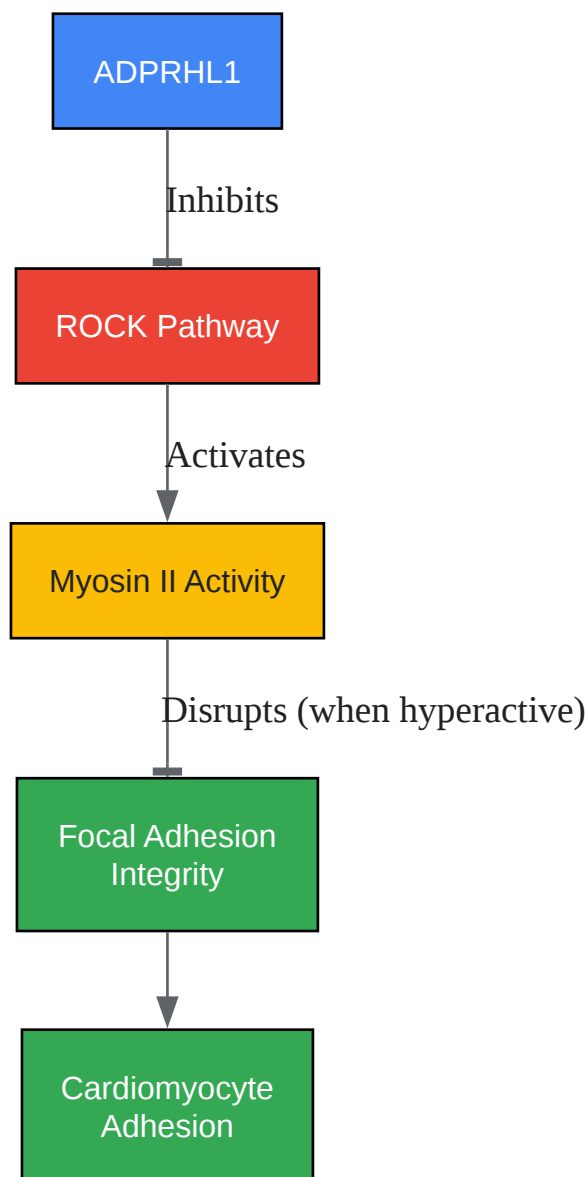 ADPRHL1
Inhibits
ROCK Pathway
Activates
Myosin II Activity
Disrupts (when hyperactive)
Focal Adhesion
Integrity
Cardiomyocyte
Adhesion